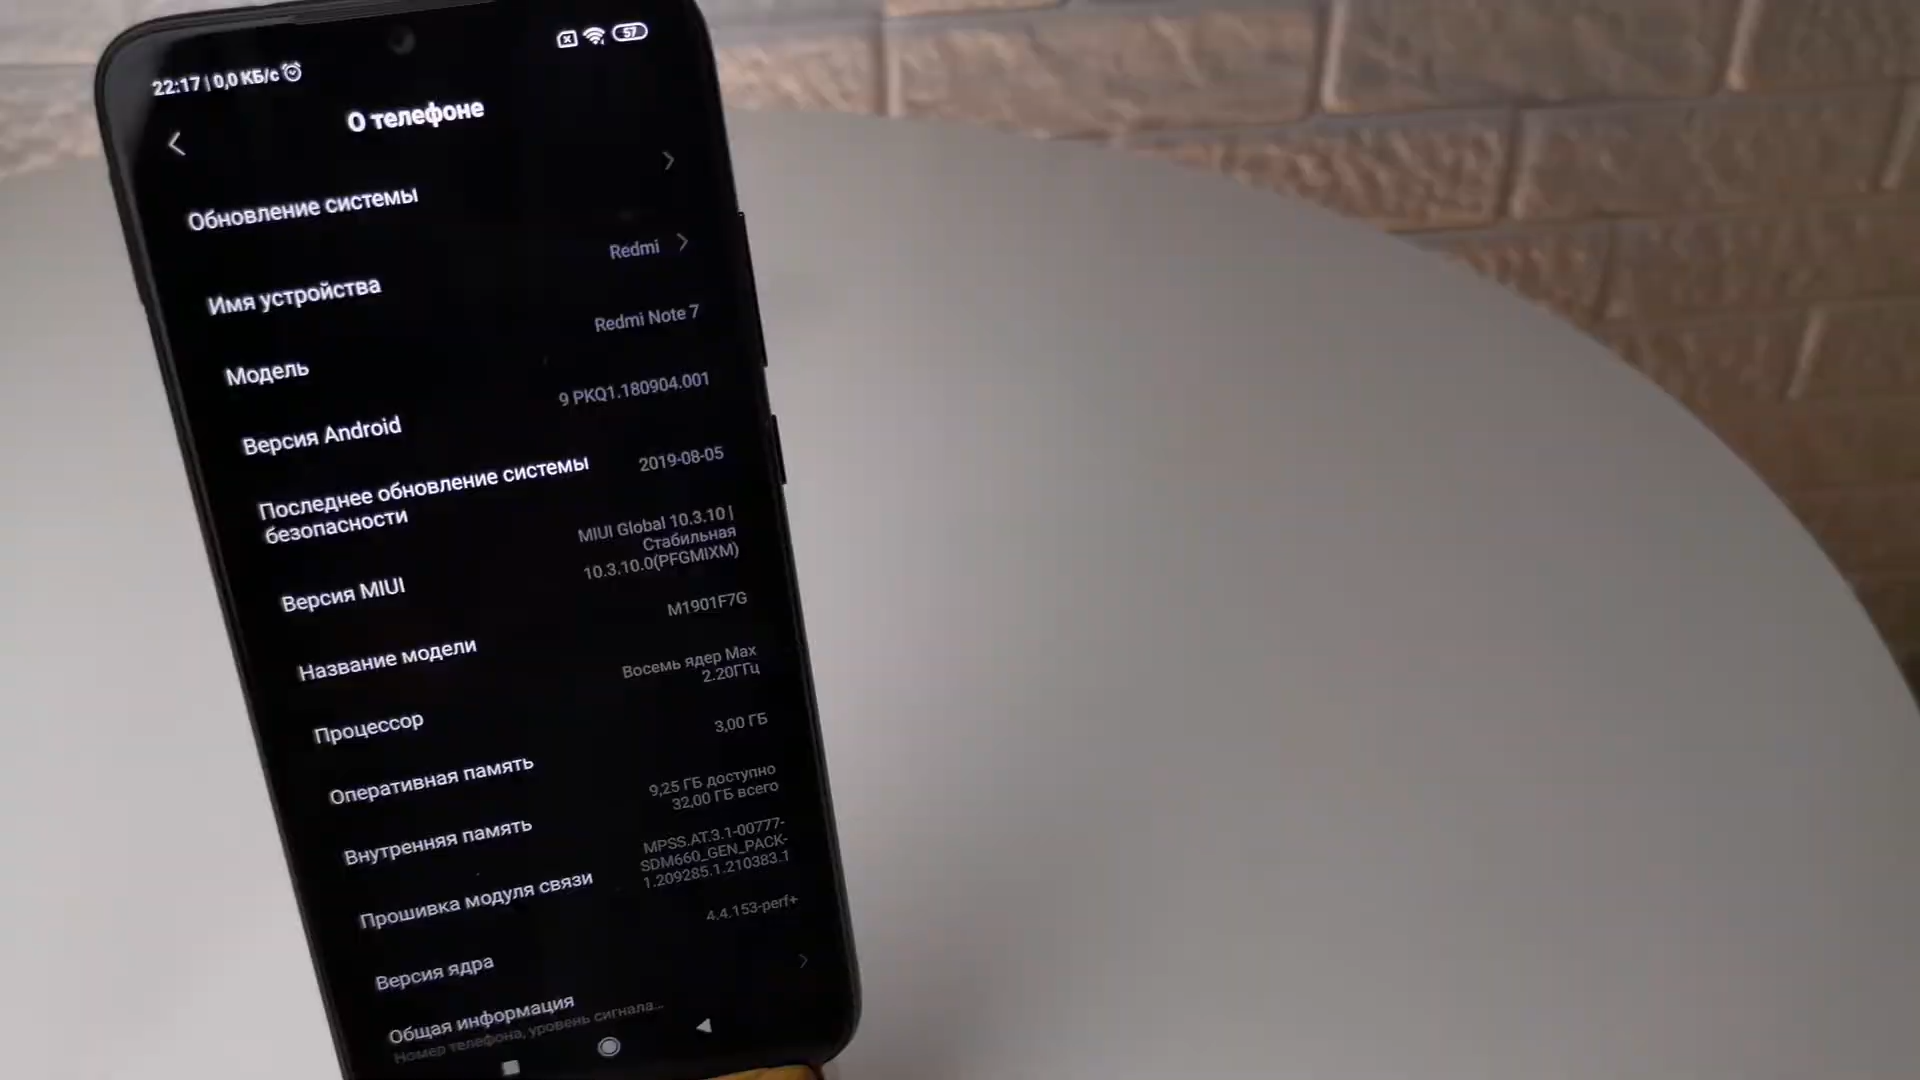 22:17 | 0,0 КБ/с
57
О телефоне
Обновление системы
Имя устройства
Redmi
Модель
Redmi Note 7
Версия Android
9 PKQ1.180904.001
Последнее обновление системы
безопасности
2019-08-05
Версия MIUI
MIUI Global 10.3.10 |
Стабильная
10.3.10.0(PFGMIXM)
Название модели
M1901F7G
Процессор
Восемь ядер Max
2.20ГГц
Оперативная память
3,00 ГБ
Внутренняя память
9,25 ГБ доступно
32,00 ГБ всего
Прошивка модуля связи
MPSS.AT.3.1-00777-
SDM660_GEN_PACK-
1.209285.1.210383.1
Версия ядра
4.4.153-perf+
Общая информация
Номер телефона, уровень сигнала...